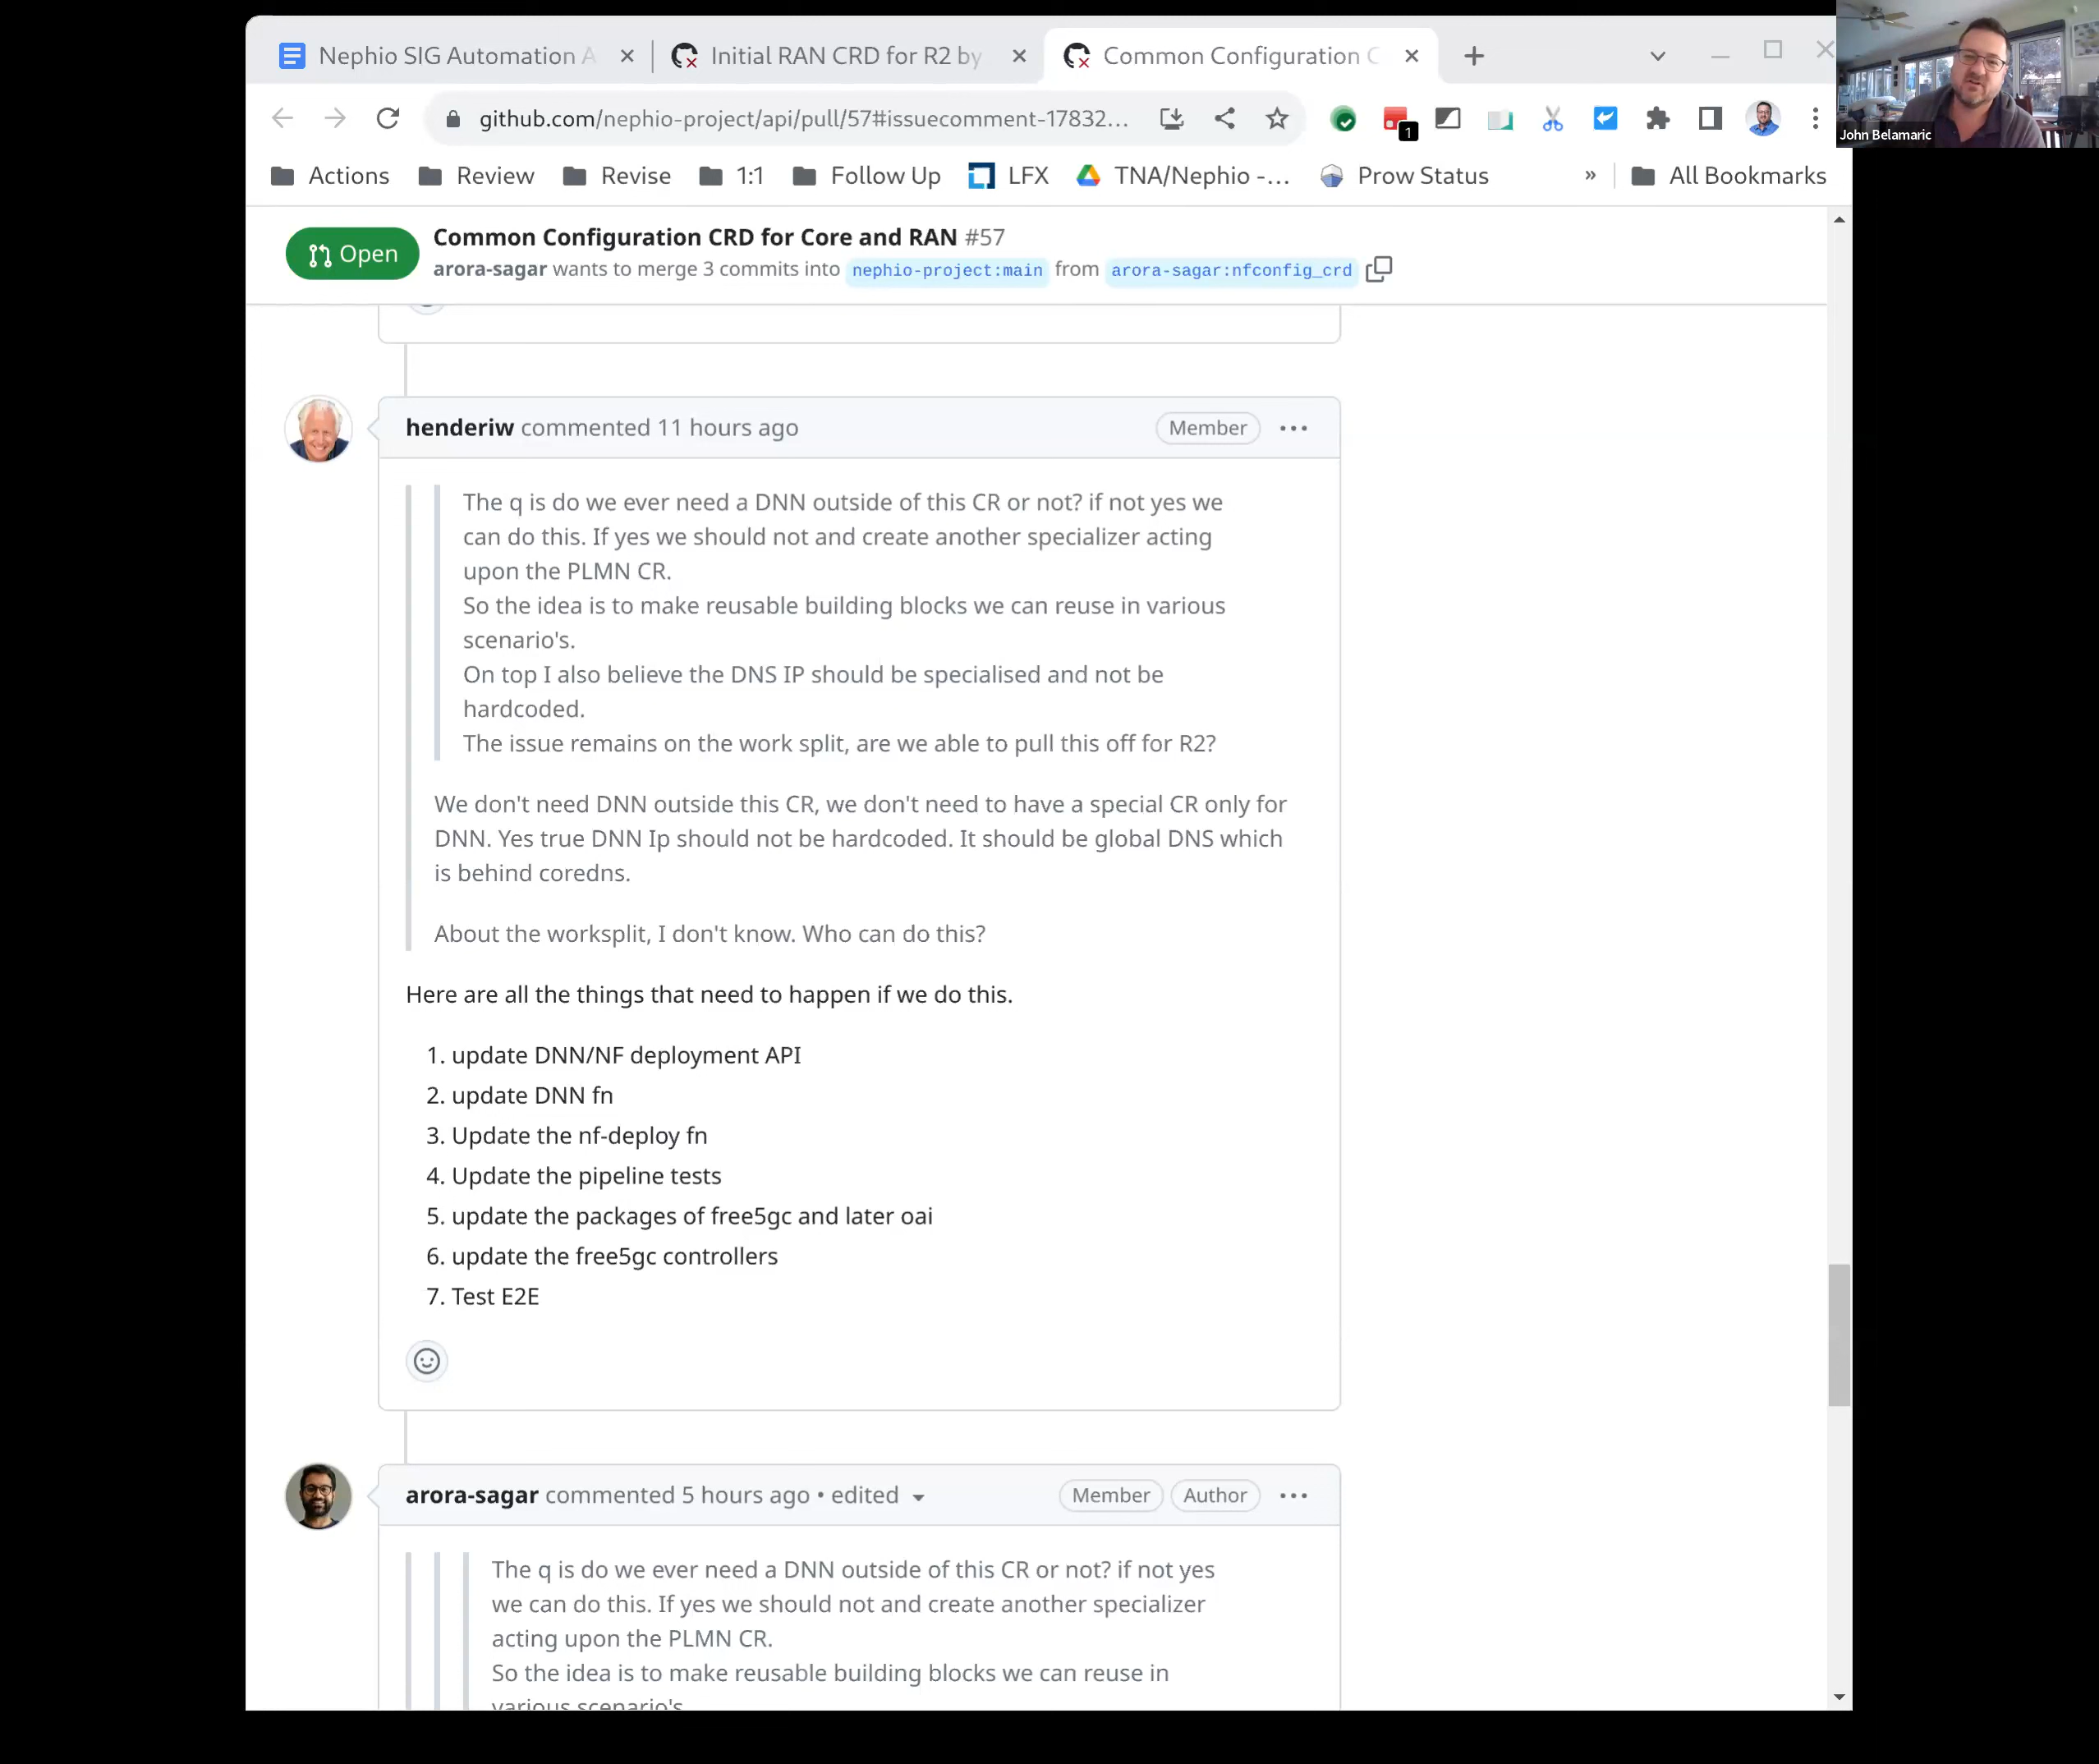 Nephio SIG Automation A
Initial RAN CRD for R2 by
Common Configuration C
github.com/nephio-project/api/pull/57#issuecomment-17832...
1
John Belamaric
Actions
Review
Revise
1:1
Follow Up
LFX
TNA/Nephio -...
Prow Status
»
All Bookmarks
Open
Common Configuration CRD for Core and RAN #57
arora-sagar wants to merge 3 commits into nephio-project:main from arora-sagar:nfconfig_crd
henderiw commented 11 hours ago
Member
The q is do we ever need a DNN outside of this CR or not? if not yes we
can do this. If yes we should not and create another specializer acting
upon the PLMN CR.
So the idea is to make reusable building blocks we can reuse in various
scenario's.
On top I also believe the DNS IP should be specialised and not be
hardcoded.
The issue remains on the work split, are we able to pull this off for R2?
We don't need DNN outside this CR, we don't need to have a special CR only for
DNN. Yes true DNN Ip should not be hardcoded. It should be global DNS which
is behind coredns.
About the worksplit, I don't know. Who can do this?
Here are all the things that need to happen if we do this.
1. update DNN/NF deployment API
2. update DNN fn
3. Update the nf-deploy fn
4. Update the pipeline tests
5. update the packages of free5gc and later oai
6. update the free5gc controllers
7. Test E2E
arora-sagar commented 5 hours ago • edited
Member
Author
The q is do we ever need a DNN outside of this CR or not? if not yes
we can do this. If yes we should not and create another specializer
acting upon the PLMN CR.
So the idea is to make reusable building blocks we can reuse in
various scenario's